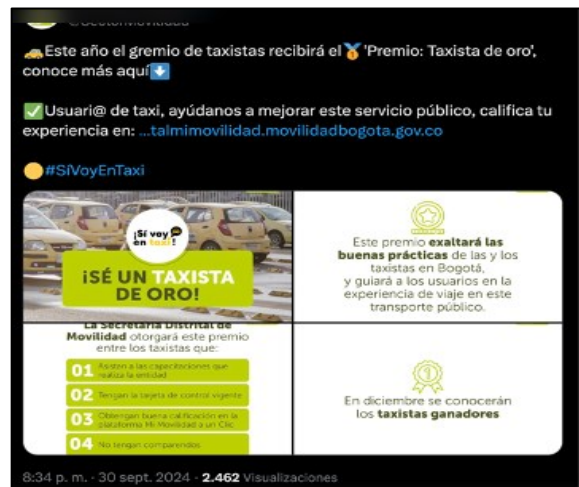 @SectorMovilidad
🚕Este año el gremio de taxistas recibirá el🏅'Premio: Taxista de oro',
conoce más aquí⬇️
✅Usuari@ de taxi, ayúdanos a mejorar este servicio público, califica tu
experiencia en: ...talmimovilidad.movilidadbogota.gov.co
🟡#SíVoyEnTaxi
¡Sí voy
en taxi!
¡SÉ UN TAXISTA
DE ORO!
Este premio exaltará las
buenas prácticas de las y los
taxistas en Bogotá,
y guiará a los usuarios en la
experiencia de viaje en este
transporte público.
La Secretaría Distrital de
Movilidad otorgará este premio
entre los taxistas que:
01 Asistan a las capacitaciones que
realiza la entidad
02 Tengan la tarjeta de control vigente
03 Obtengan buena calificación en la
plataforma Mi Movilidad a un Clic
04 No tengan comparendos
En diciembre se conocerán
los taxistas ganadores
8:34 p. m. · 30 sept. 2024 · 2.462 Visualizaciones